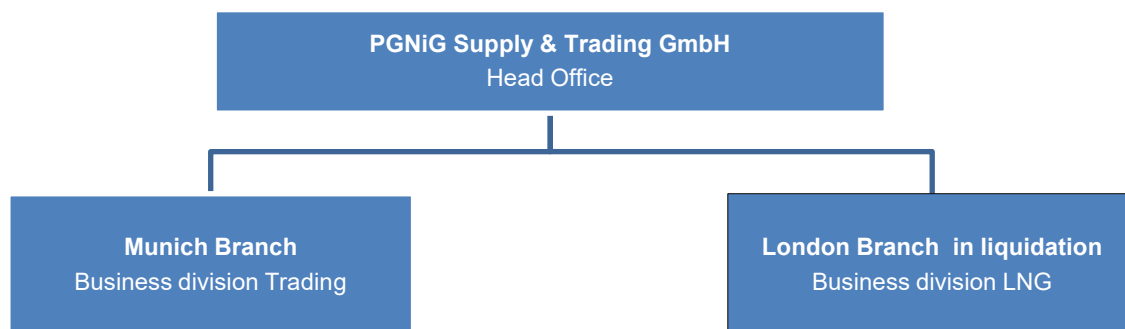 PGNiG Supply & Trading GmbH
Head Office
Munich Branch
Business division Trading
London Branch in liquidation
Business division LNG